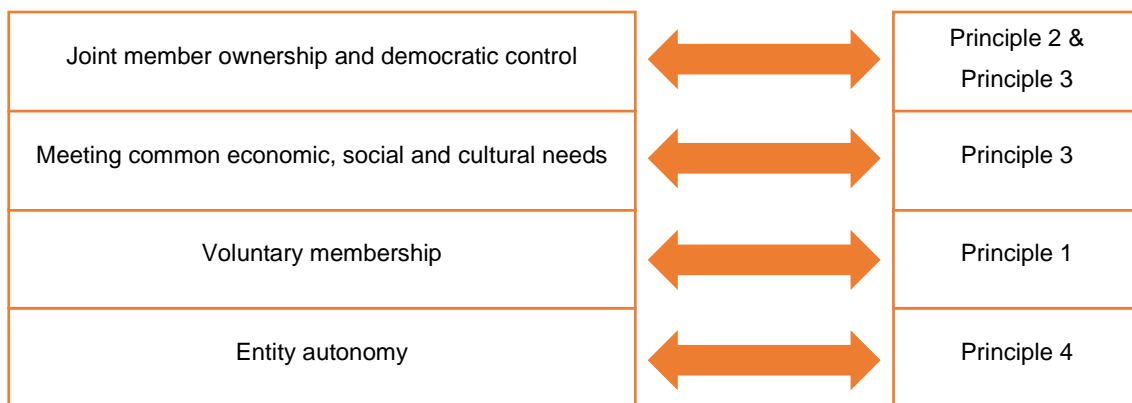 Joint member ownership and democratic control
Principle 2 &
Principle 3
Meeting common economic, social and cultural needs
Principle 3
Voluntary membership
Principle 1
Entity autonomy
Principle 4